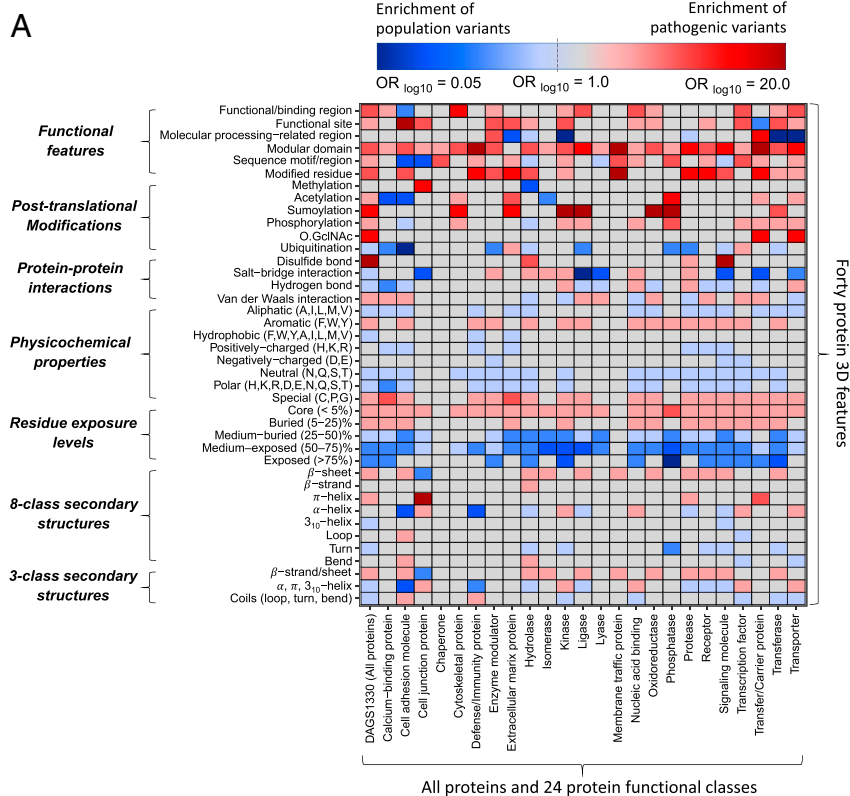 A
Enrichment of
population variants
Enrichment of
pathogenic variants
OR log10 = 0.05
OR log10 = 1.0
OR log10 = 20.0
Functional
features
Post-translational
Modifications
Protein-protein
interactions
Physicochemical
properties
Residue exposure
levels
8-class secondary
structures
3-class secondary
structures
Functional/binding region
Functional site
Molecular processing-related region
Modular domain
Sequence motif/region
Modified residue
Methylation
Acetylation
Sumoylation
Phosphorylation
O.GclNAc
Ubiquitination
Disulfide bond
Salt-bridge interaction
Hydrogen bond
Van der Waals interaction
Aliphatic (A,I,L,M,V)
Aromatic (F,W,Y)
Hydrophobic (F,W,Y,A,I,L,M,V)
Positively-charged (H,K,R)
Negatively-charged (D,E)
Neutral (N,Q,S,T)
Polar (H,K,R,D,E,N,Q,S,T)
Special (C,P,G)
Core (< 5%)
Buried (5-25)%
Medium-buried (25-50)%
Medium-exposed (50-75)%
Exposed (>75%)
β-sheet
β-strand
π-helix
α-helix
3₁₀-helix
Loop
Turn
Bend
β-strand/sheet
α, π, 3₁₀-helix
Coils (loop, turn, bend)
Forty protein 3D features
DAGS1330 (All proteins)
Calcium-binding protein
Cell adhesion molecule
Cell junction protein
Chaperone
Cytoskeletal protein
Defense/Immunity protein
Enzyme modulator
Extracellular marix protein
Hydrolase
Isomerase
Kinase
Ligase
Lyase
Membrane traffic protein
Nucleic acid binding
Oxidoreductase
Phosphatase
Protease
Receptor
Signaling molecule
Transcription factor
Transfer/Carrier protein
Transferase
Transporter
All proteins and 24 protein functional classes